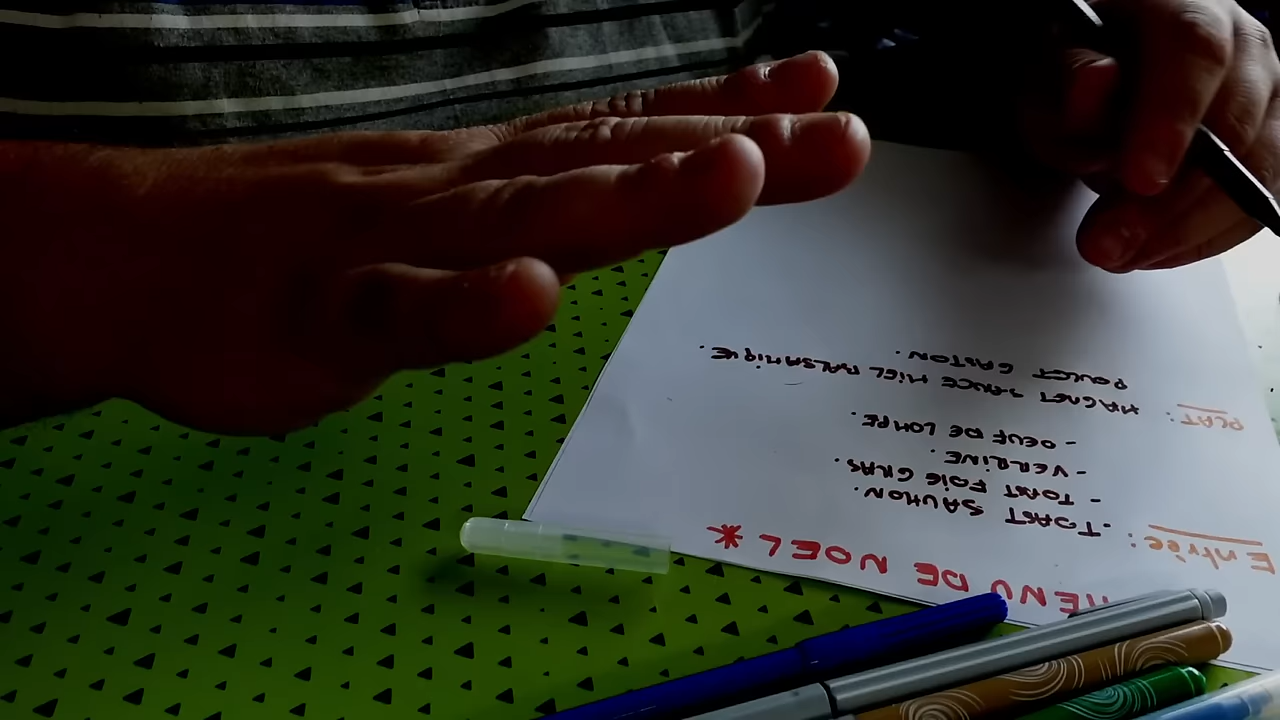 MENU DE NOEL *
Entrée :
. TOAST SAUMON.
- TOAST FOIE GRAS.
- VERRINE.
- OEUF DE LOMPE.
PLAT : MAGRET SAUCE MIEL BALSAMIQUE.
POULET GASTON.